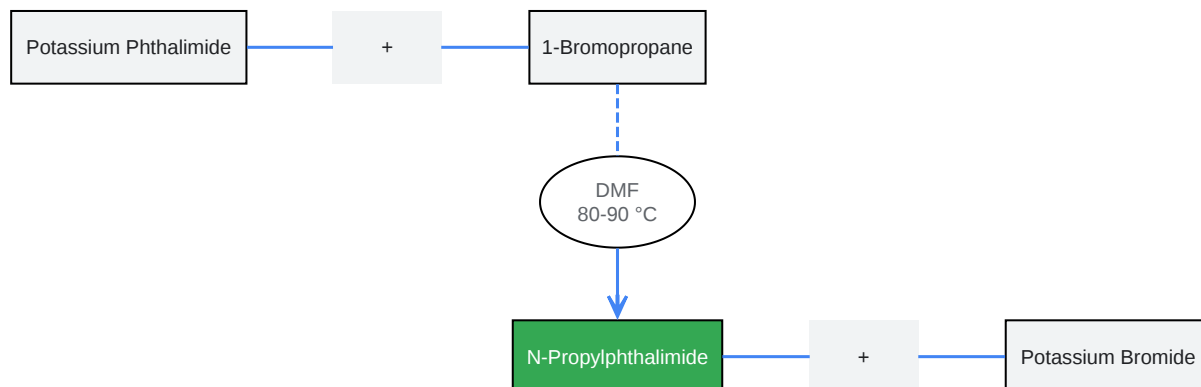 Potassium Phthalimide
+
1-Bromopropane
DMF
80-90 °C
N-Propylphthalimide
+
Potassium Bromide